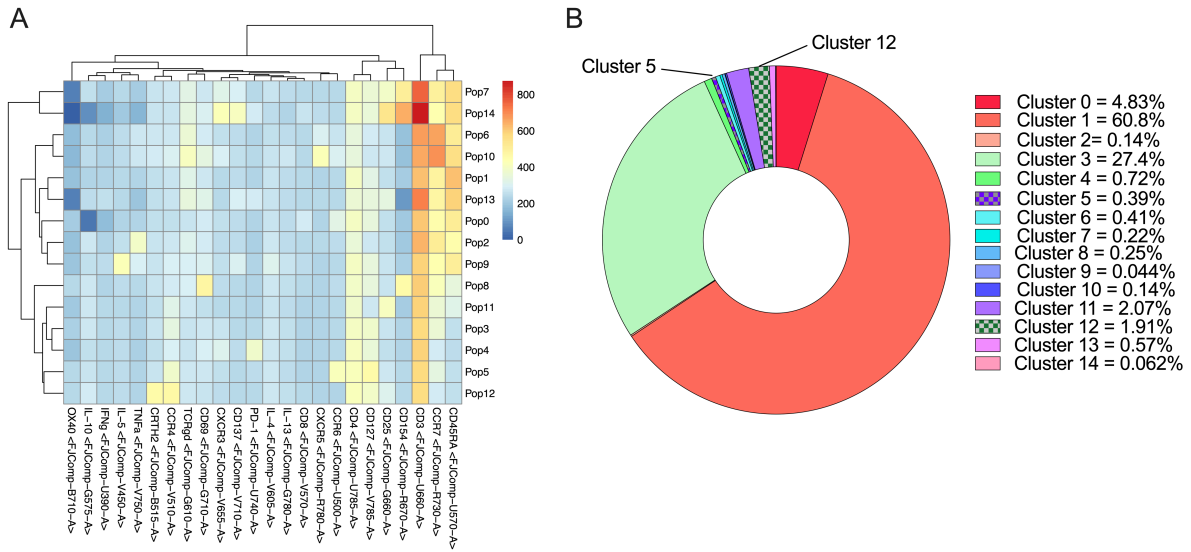 A
800
600
400
200
0
Pop7
Pop14
Pop6
Pop10
Pop1
Pop13
Pop0
Pop2
Pop9
Pop8
Pop11
Pop3
Pop4
Pop5
Pop12
OX40 <FJComp-B710-A>
IL-10 <FJComp-G575-A>
IFNg <FJComp-U390-A>
IL-5 <FJComp-V450-A>
TNFa <FJComp-V750-A>
CRTH2 <FJComp-B515-A>
CCR4 <FJComp-V510-A>
TCRgd <FJComp-G610-A>
CD69 <FJComp-G710-A>
CXCR3 <FJComp-V655-A>
CD137 <FJComp-V710-A>
PD-1 <FJComp-U740-A>
IL-4 <FJComp-V605-A>
IL-13 <FJComp-G780-A>
CD8 <FJComp-V570-A>
CXCR5 <FJComp-R780-A>
CCR6 <FJComp-U500-A>
CD4 <FJComp-U785-A>
CD127 <FJComp-V785-A>
CD25 <FJComp-G660-A>
CD154 <FJComp-R670-A>
CD3 <FJComp-U660-A>
CCR7 <FJComp-R730-A>
CD45RA <FJComp-U570-A>
B
Cluster 12
Cluster 5
Cluster 0 = 4.83%
Cluster 1 = 60.8%
Cluster 2= 0.14%
Cluster 3 = 27.4%
Cluster 4 = 0.72%
Cluster 5 = 0.39%
Cluster 6 = 0.41%
Cluster 7 = 0.22%
Cluster 8 = 0.25%
Cluster 9 = 0.044%
Cluster 10 = 0.14%
Cluster 11 = 2.07%
Cluster 12 = 1.91%
Cluster 13 = 0.57%
Cluster 14 = 0.062%